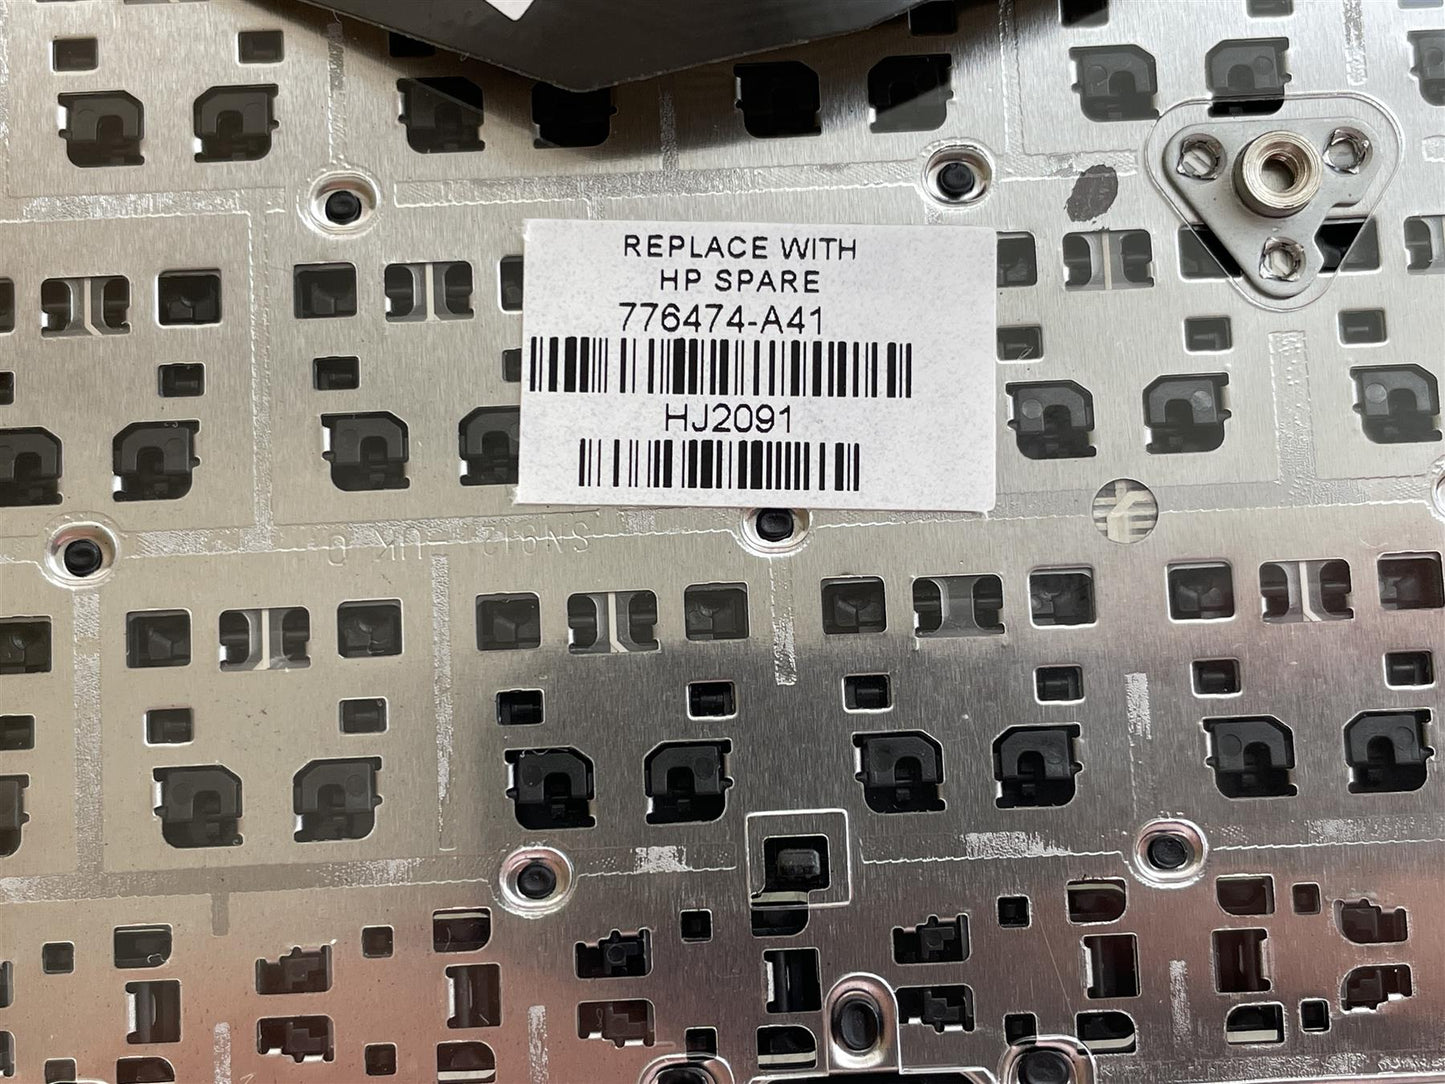 REPLACE WITH
HP SPARE
776474-A41
HJ2091